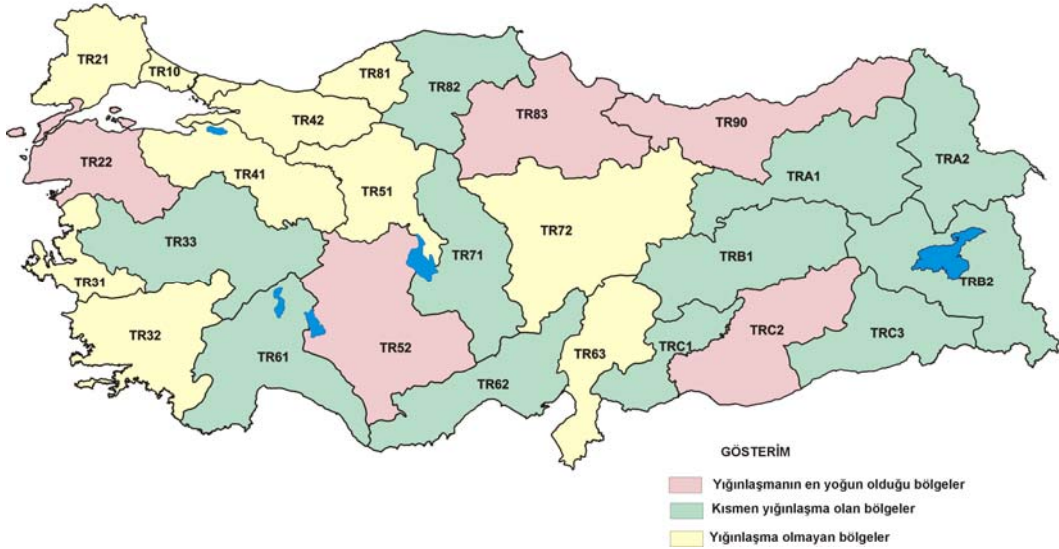 TR21
TR10
TR81
TR82
TR42
TR83
TR90
TR22
TRA2
TR41
TR51
TRA1
TR33
TR72
TR71
TRB1
TR31
TRB2
TR32
TRC2
TRC3
TR52
TRC1
TR61
TR63
TR62
GÖSTERİM
Yığınlaşmanın en yoğun olduğu bölgeler
Kısmen yığınlaşma olan bölgeler
Yığınlaşma olmayan bölgeler